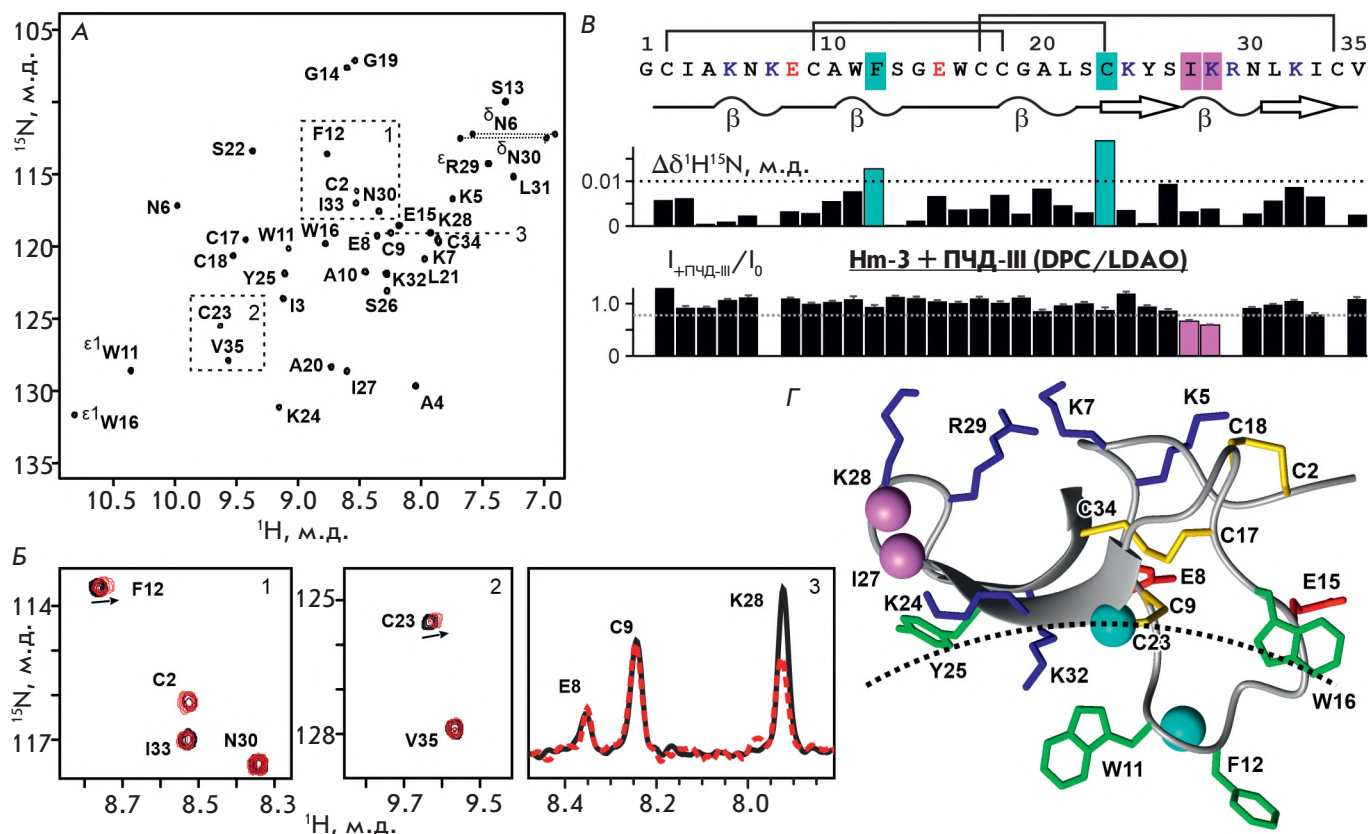 А
105
110
115
120
125
130
135
¹⁵N, м.д.
10.5 10.0 9.5 9.0 8.5 8.0 7.5 7.0
¹H, м.д.
G19
G14
S13
δN6
δN30
F12
1
S22
εR29
L31
C2
N30
I33
K5
N6
E15
K28
C17
W11
W16
3
E8
C9
C34
C18
K7
Y25
A10
K32
L21
S26
I3
C23
2
V35
ε1W11
A20
I27
A4
ε1W16
K24
Б
¹⁵N, м.д.
114
117
F12
1
C2
I33
N30
8.7 8.5 8.3
125
128
C23
2
V35
9.7 9.5
¹H, м.д.
3
K28
C9
E8
8.4 8.2 8.0
В
1 10 20 30 35
GCIAKNKECAWFSGEWCCGALSCKYSIKRNLKICV
β β β β
Δδ¹H¹⁵N, м.д.
0.01
0
I+ПЧД-III/I0
Hm-3 + ПЧД-III (DPC/LDAO)
1.0
0
Г
K7
K5
R29
C18
K28
C2
C34
C17
I27
E8
E15
K24
C9
C23
Y25
K32
W16
W11
F12